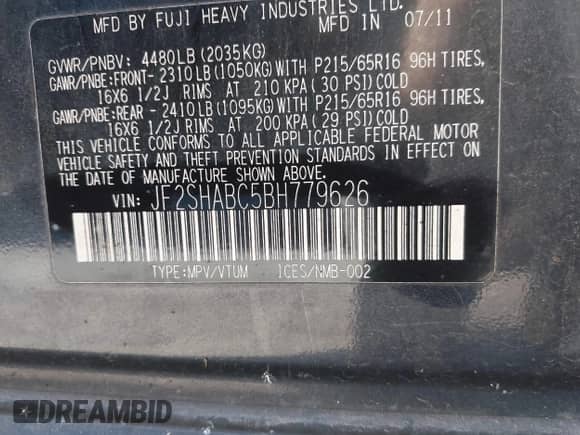 MFD BY FUJI HEAVY INDUSTRIES LTD.
MFD IN 07/11
GVWR/PNBV: 4480LB(2035KG)
GAWR/PNBE:FRONT- 2310LB(1050KG)WITH P215/65R16 96H TIRES,
16X6 1/2J RIMS AT 210 KPA( 30 PSI)COLD
GAWR/PNBE:REAR - 2410LB(1095KG)WITH P215/65R16 96H TIRES,
16X6 1/2J RIMS AT 200 KPA( 29 PSI)COLD
THIS VEHICLE CONFORMS TO ALL APPLICABLE FEDERAL MOTOR
VEHICLE SAFETY AND THEFT PREVENTION STANDARDS IN EFFECT ON
THE DATE OF MANUFACTURE SHOWN ABOVE.
VIN: JF2SHABC5BH779626
TYPE:MPV/VTUM ICES/NMB-002
DREAMBID